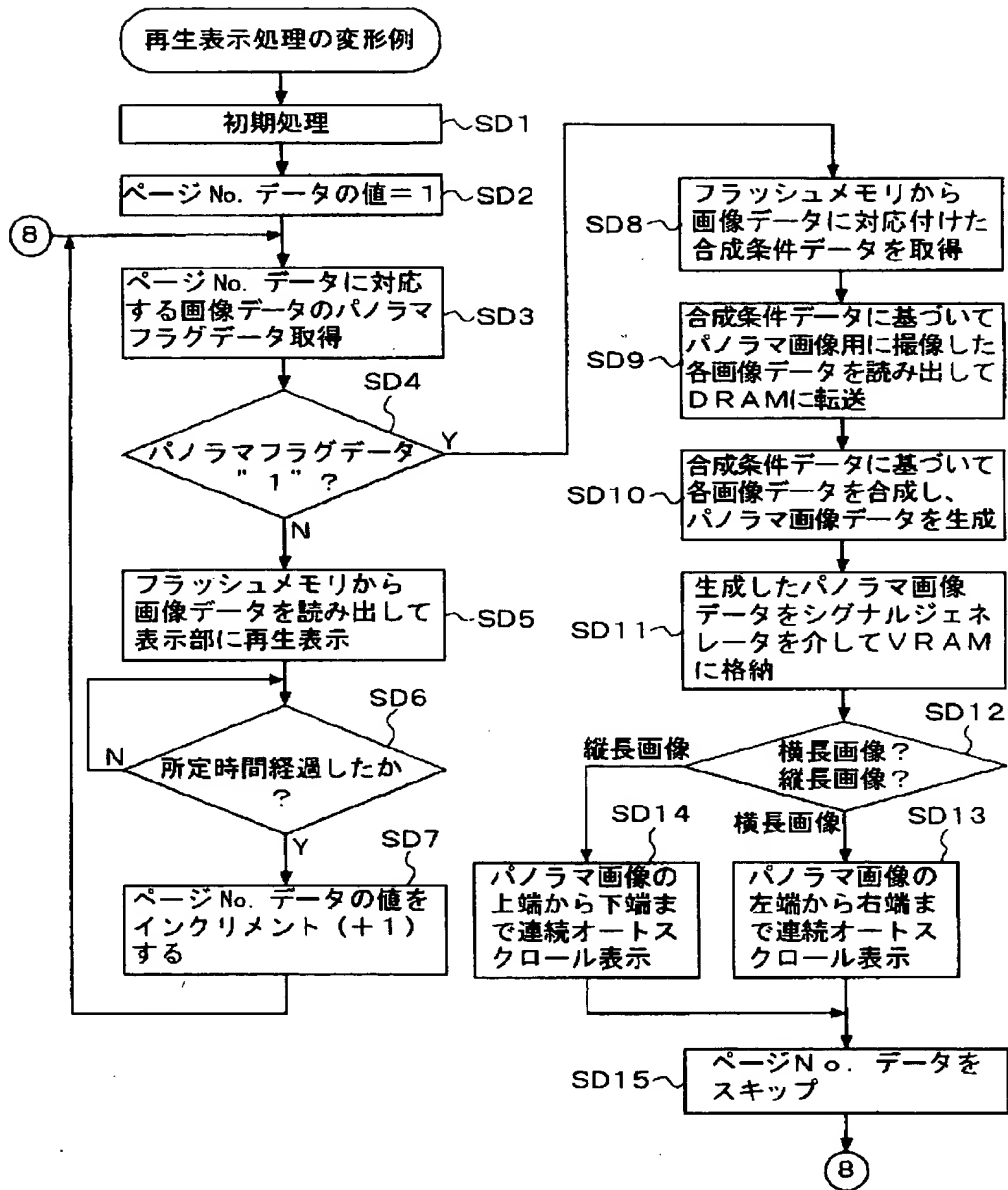 再生表示処理の変形例
初期処理
SD1
ページNo. データの値＝1
SD2
8
ページNo. データに対応
する画像データのパノラマ
フラグデータ取得
SD3
SD4
パノラマフラグデータ
"1"?
Y
N
フラッシュメモリから
画像データを読み出して
表示部に再生表示
SD5
SD6
所定時間経過したか
?
N
Y
SD7
ページNo. データの値を
インクリメント (+1)
する
フラッシュメモリから
画像データに対応付けた
合成条件データを取得
SD8
合成条件データに基づいて
パノラマ画像用に撮像した
各画像データを読み出して
DRAMに転送
SD9
合成条件データに基づいて
各画像データを合成し、
パノラマ画像データを生成
SD10
生成したパノラマ画像
データをシグナルジェネ
レータを介してVRAM
に格納
SD11
SD12
横長画像?
縦長画像?
縦長画像
横長画像
SD14
パノラマ画像の
上端から下端ま
で連続オートス
クロール表示
SD13
パノラマ画像の
左端から右端ま
で連続オートス
クロール表示
ページNo. データを
スキップ
SD15
8